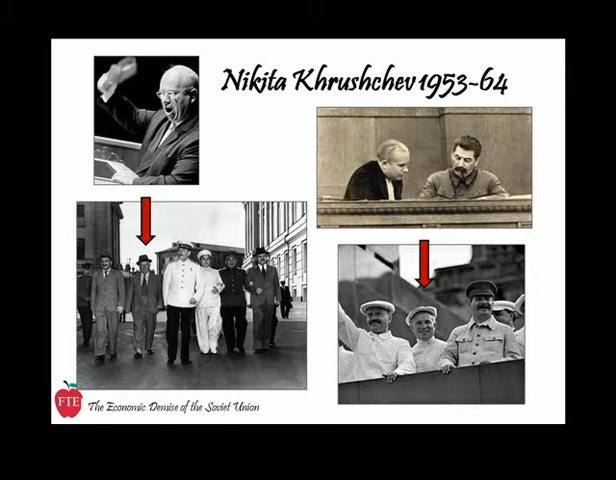 Nikita Khrushchev 1953-64
FTE
The Economic Demise of the Soviet Union